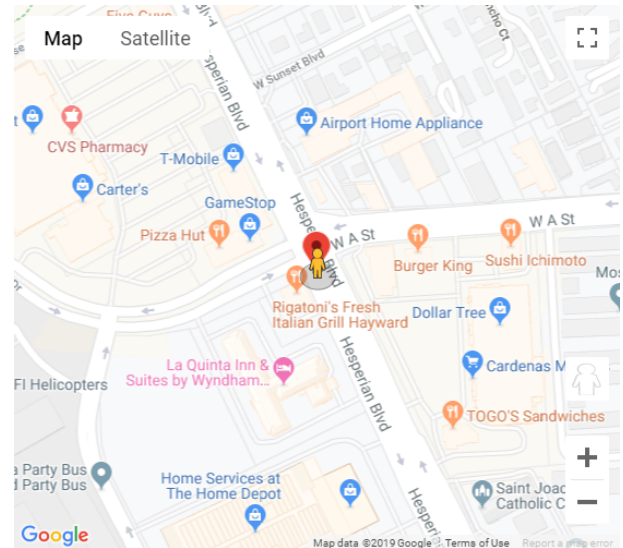 Five Guys
Map
Satellite
W Sunset Blvd
Hesperian Blvd
CVS Pharmacy
Airport Home Appliance
T-Mobile
Carter's
GameStop
Pizza Hut
W A St
W A St
Hesperian Blvd
Burger King
Sushi Ichimoto
Rigatoni's Fresh
Italian Grill Hayward
Dollar Tree
La Quinta Inn &
Suites by Wyndham...
Hesperian Blvd
Cardenas M
FI Helicopters
TOGO'S Sandwiches
a Party Bus
d Party Bus
Home Services at
The Home Depot
Saint Joac
Catholic C
Hesperian
Google
Map data ©2019 Google
Terms of Use
Report a map error